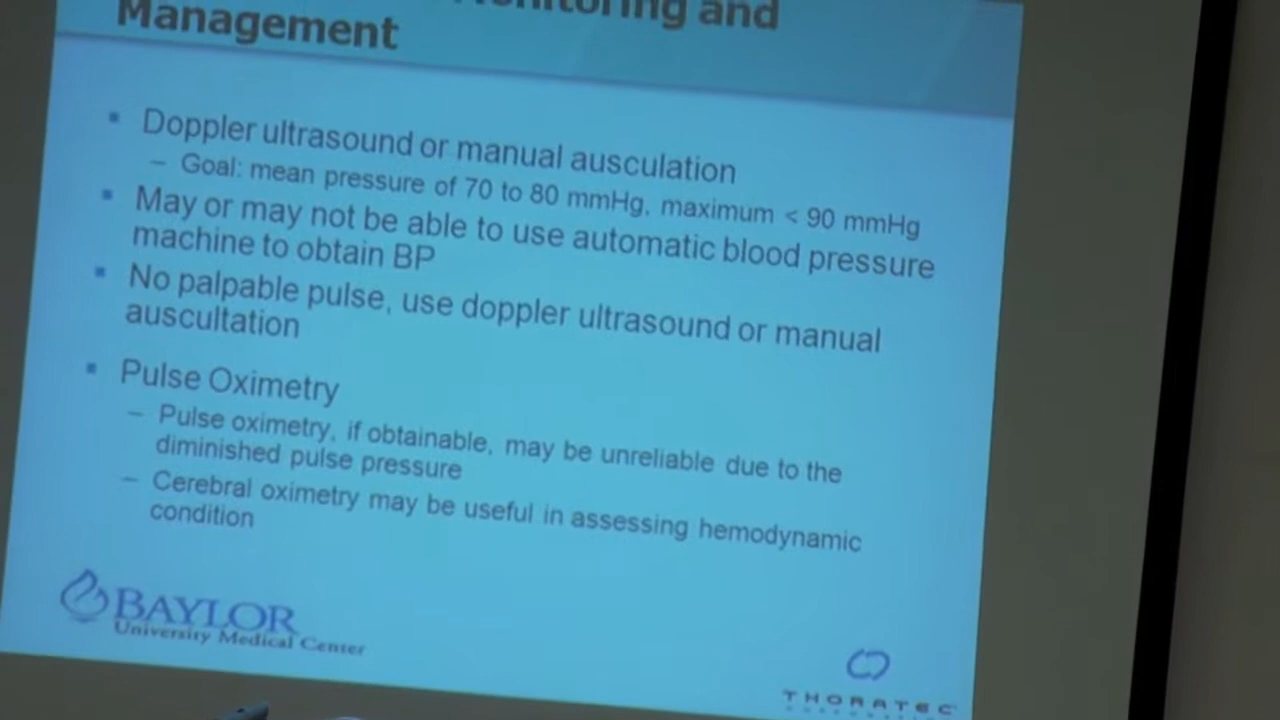 Monitoring and
Management
Doppler ultrasound or manual ausculation
– Goal: mean pressure of 70 to 80 mmHg, maximum < 90 mmHg
May or may not be able to use automatic blood pressure
machine to obtain BP
No palpable pulse, use doppler ultrasound or manual
auscultation
Pulse Oximetry
– Pulse oximetry, if obtainable, may be unreliable due to the
diminished pulse pressure
– Cerebral oximetry may be useful in assessing hemodynamic
condition
BAYLOR
University Medical Center
THORATEC